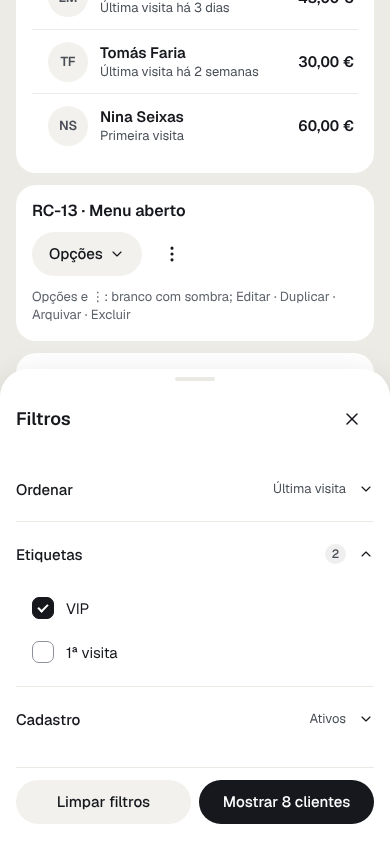 Última visita há 3 dias
TF
Tomás Faria
Última visita há 2 semanas
30,00 €
NS
Nina Seixas
Primeira visita
60,00 €
RC-13 · Menu aberto
Opções
Opções e ⋮: branco com sombra; Editar · Duplicar ·
Arquivar · Excluir
Filtros
Ordenar
Última visita
Etiquetas
2
VIP
1ª visita
Cadastro
Ativos
Limpar filtros
Mostrar 8 clientes